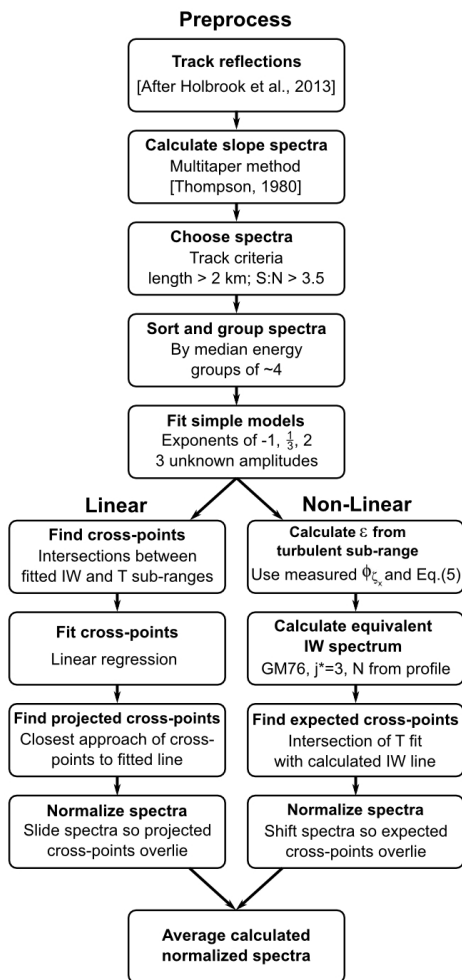 Preprocess
Track reflections
[After Holbrook et al., 2013]
Calculate slope spectra
Multitaper method
[Thompson, 1980]
Choose spectra
Track criteria
length > 2 km; S:N > 3.5
Sort and group spectra
By median energy
groups of ~4
Fit simple models
Exponents of -1, 1/3, 2
3 unknown amplitudes
Linear
Find cross-points
Intersections between
fitted IW and T sub-ranges
Fit cross-points
Linear regression
Find projected cross-points
Closest approach of cross-
points to fitted line
Normalize spectra
Slide spectra so projected
cross-points overlie
Non-Linear
Calculate ε from
turbulent sub-range
Use measured ϕζₓ and Eq.(5)
Calculate equivalent
IW spectrum
GM76, j*=3, N from profile
Find expected cross-points
Intersection of T fit
with calculated IW line
Normalize spectra
Shift spectra so expected
cross-points overlie
Average calculated
normalized spectra